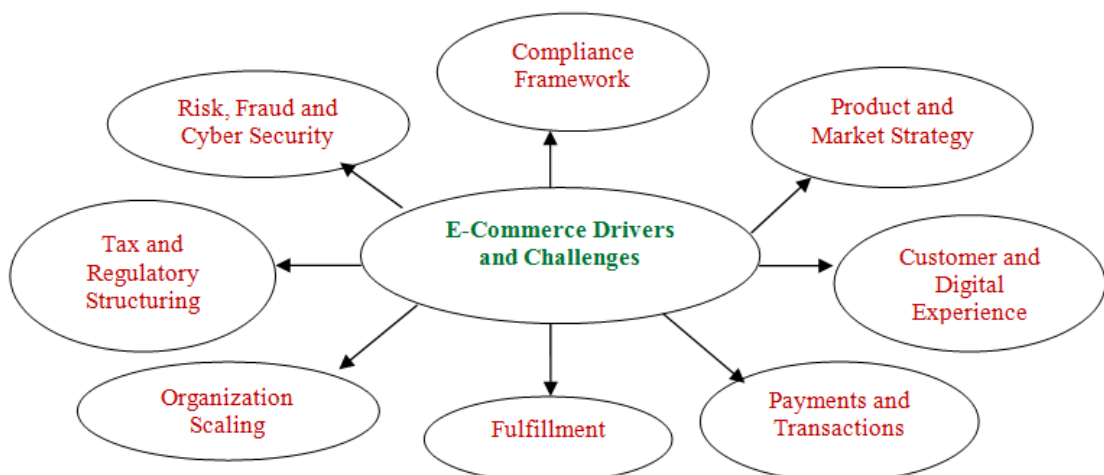 Compliance
Framework
Risk, Fraud and
Cyber Security
Product and
Market Strategy
E-Commerce Drivers
and Challenges
Tax and
Regulatory
Structuring
Customer and
Digital
Experience
Organization
Scaling
Fulfillment
Payments and
Transactions